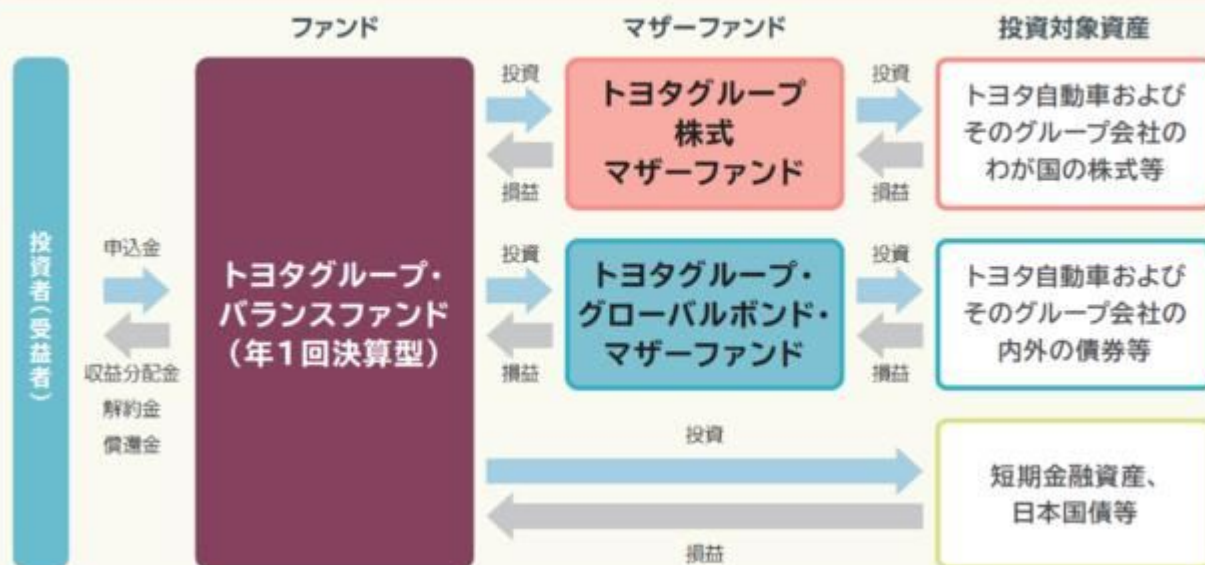 ファンド
マザーファンド
投資対象資産
投資者(受益者)
申込金
収益分配金
解約金
償還金
トヨタグループ・
バランスファンド
(年1回決算型)
投資
損益
トヨタグループ
株式
マザーファンド
投資
損益
トヨタ自動車および
そのグループ会社の
わが国の株式等
投資
損益
トヨタグループ・
グローバルボンド・
マザーファンド
投資
損益
トヨタ自動車および
そのグループ会社の
内外の債券等
投資
損益
短期金融資産、
日本国債等